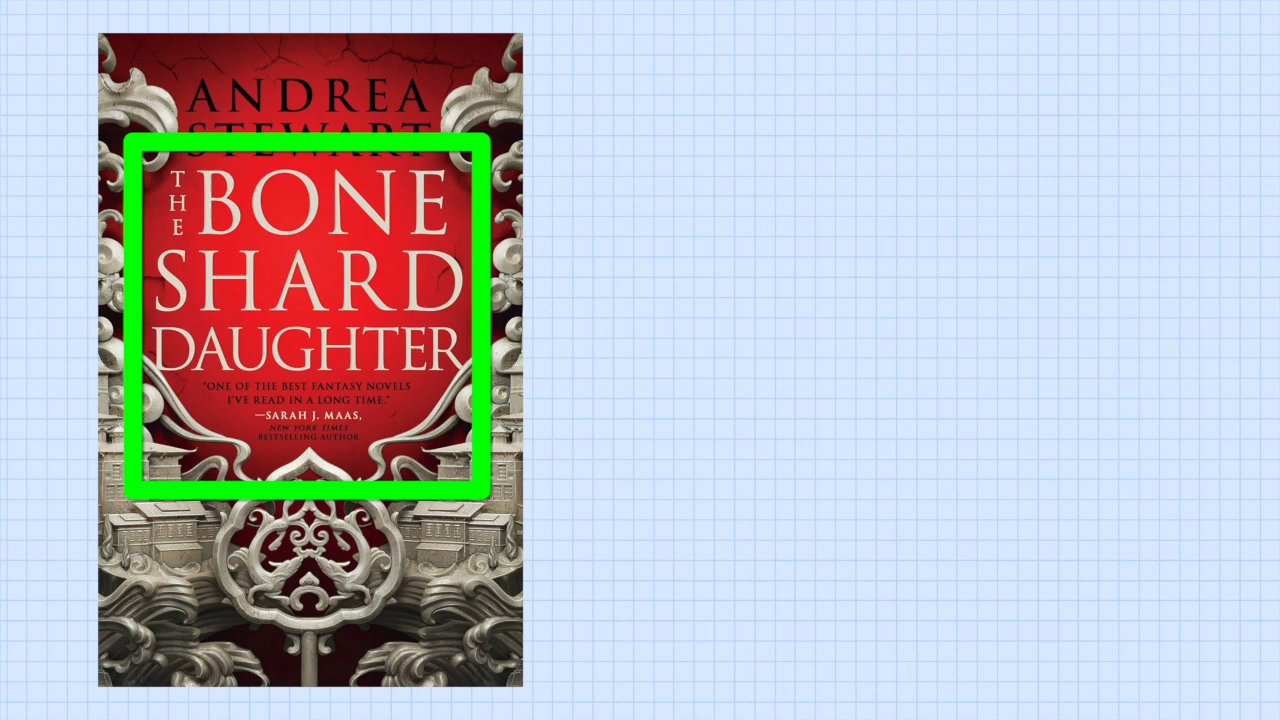 ANDREA
STEWART
THE BONE
SHARD
DAUGHTER
"ONE OF THE BEST FANTASY NOVELS
I'VE READ IN A LONG TIME."
—SARAH J. MAAS,
NEW YORK TIMES
BESTSELLING AUTHOR